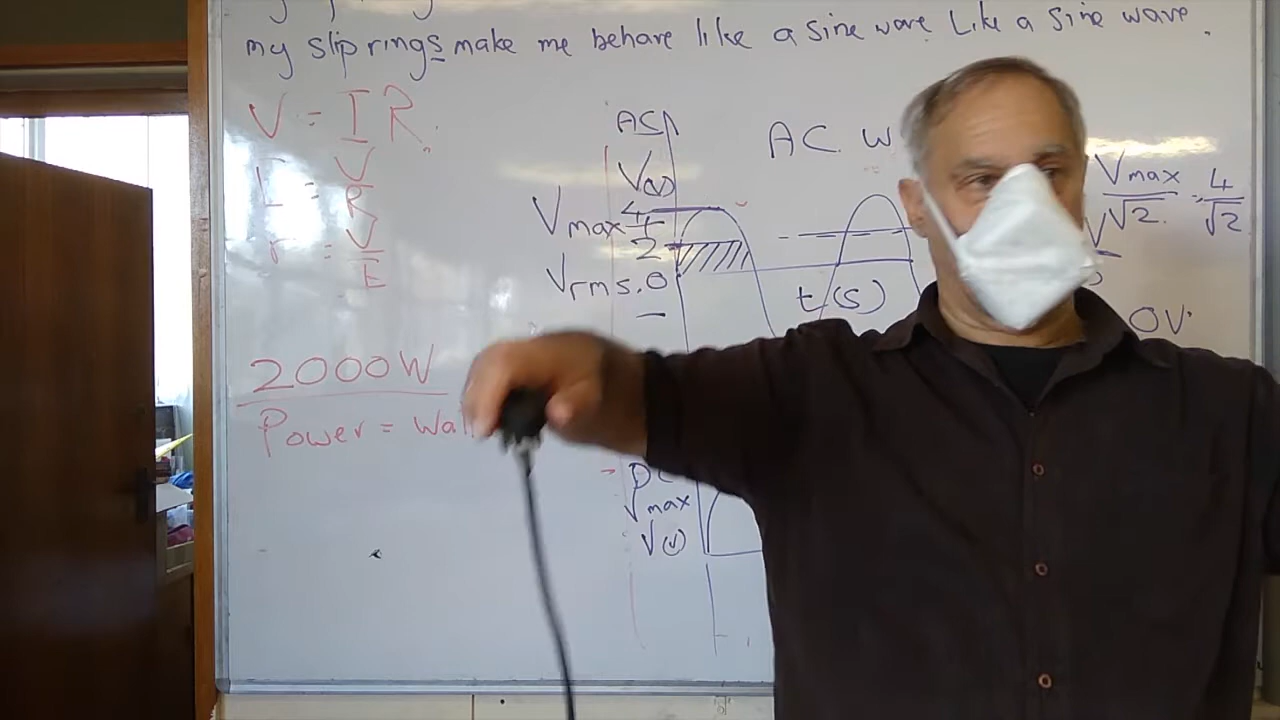 my slip rings make me behave like a sine wave. Like a sine wave.
V = I R.
I = V/R
r = V/I
2000W
Power =
AC
V(v)
4
Vmax +
2
Vrms. 0
-
AC W
t (s)
Vmax/√2 = 4/√2
V
0V
DC
Vmax
V(v)